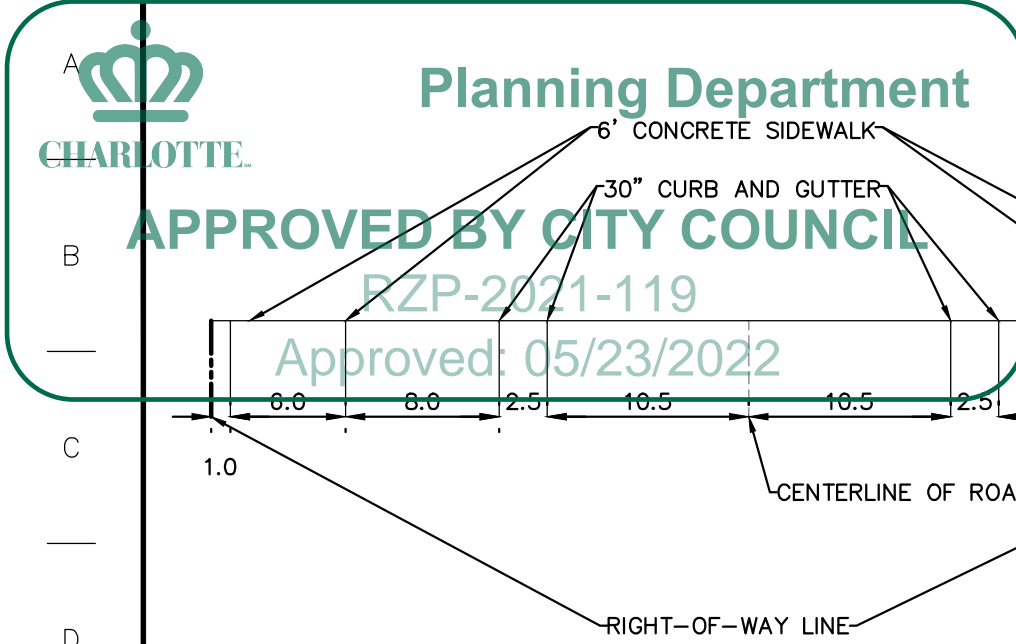 A
CHARLOTTE
Planning Department
6' CONCRETE SIDEWALK
30" CURB AND GUTTER
APPROVED BY CITY COUNCIL
B
RZP-2021-119
Approved: 05/23/2022
6.0 8.0 2.5 10.5 10.5 2.5
C
1.0
CENTERLINE OF ROA
RIGHT-OF-WAY LINE
D